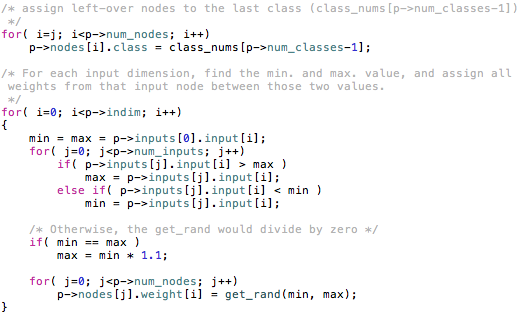 /* assign left-over nodes to the last class (class_nums[p->num_classes-1])
 */
for( i=j; i<p->num_nodes; i++)
    p->nodes[i].class = class_nums[p->num_classes-1];

/* For each input dimension, find the min. and max. value, and assign all
 weights from that input node between those two values.
 */
for( i=0; i<p->indim; i++)
{
    min = max = p->inputs[0].input[i];
    for( j=0; j<p->num_inputs; j++)
        if( p->inputs[j].input[i] > max )
            max = p->inputs[j].input[i];
        else if( p->inputs[j].input[i] < min )
            min = p->inputs[j].input[i];

    /* Otherwise, the get_rand would divide by zero */
    if( min == max )
        max = min * 1.1;

    for( j=0; j<p->num_nodes; j++)
        p->nodes[j].weight[i] = get_rand(min, max);
}